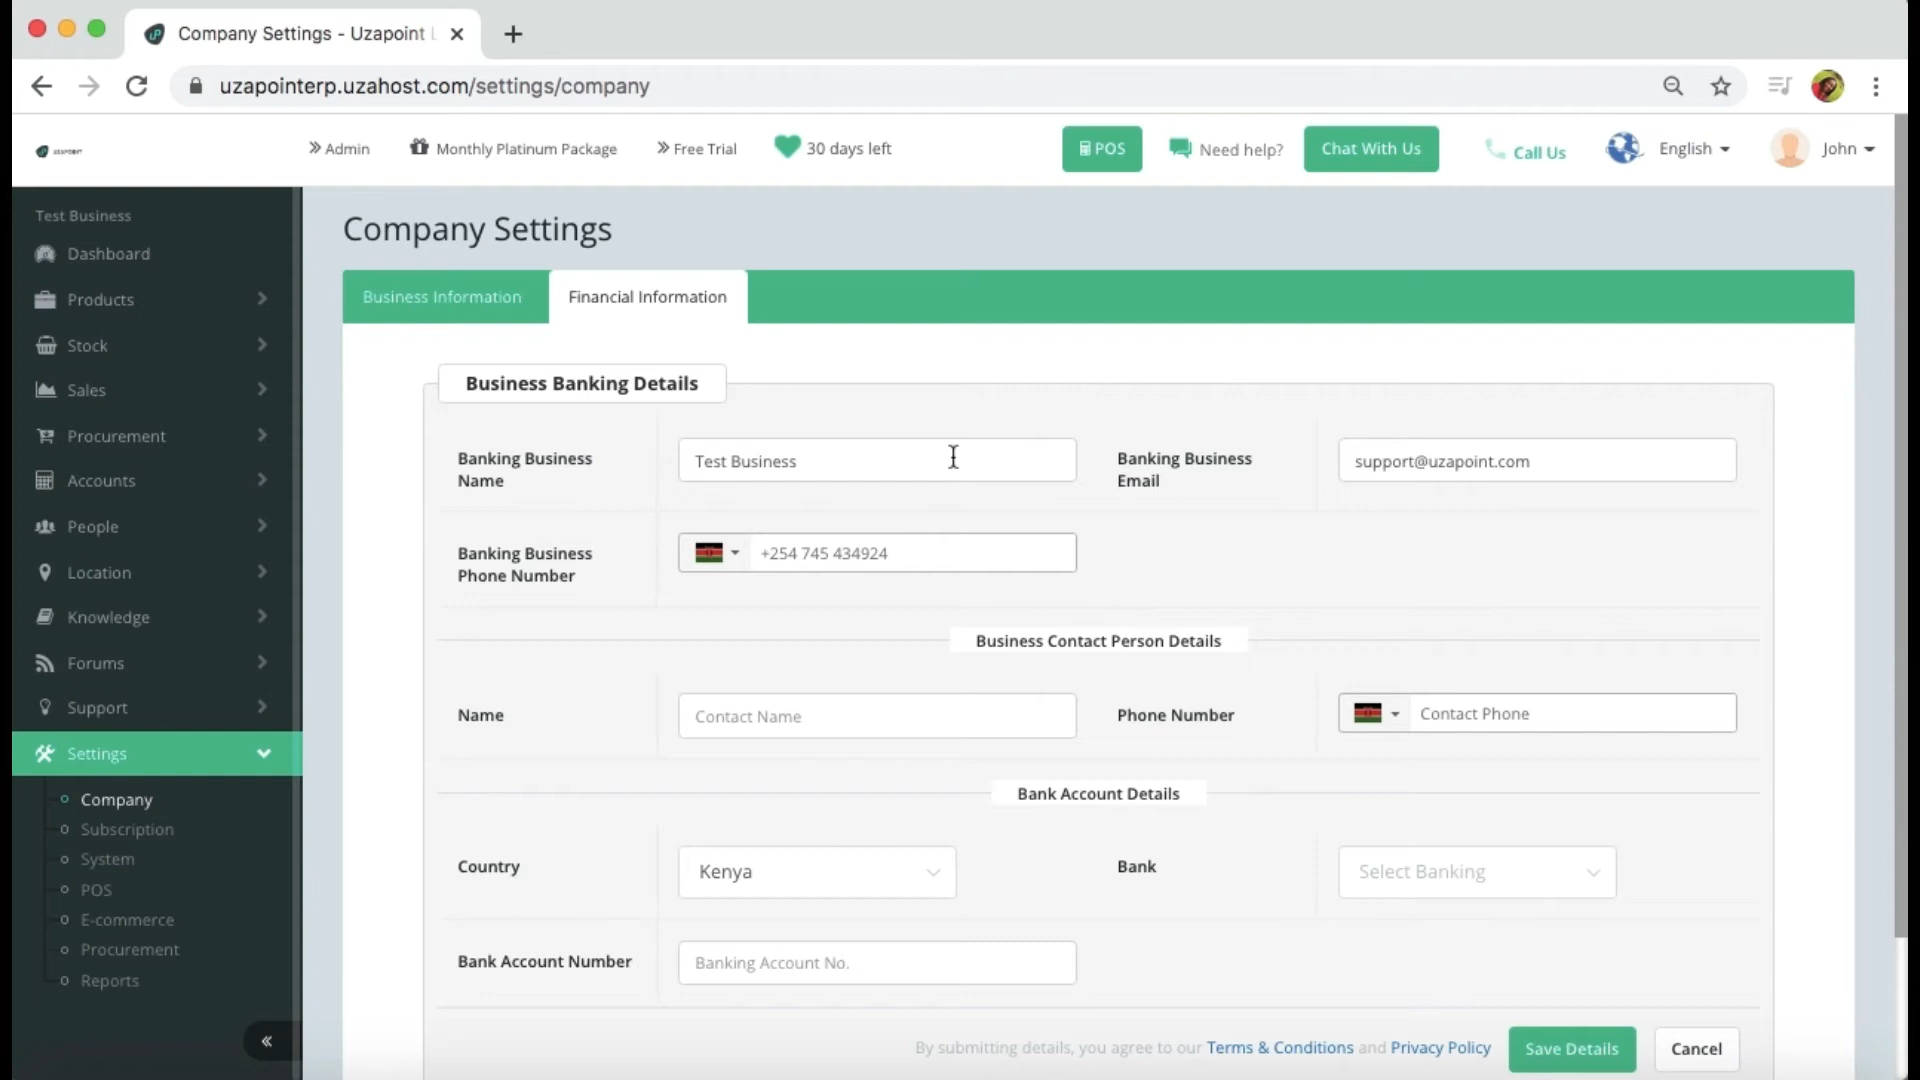 Company Settings - Uzapoint
uzapointerp.uzahost.com/settings/company
UZAPOINT
Admin
Monthly Platinum Package
Free Trial
30 days left
POS
Need help?
Chat With Us
Call Us
English
John
Test Business
Dashboard
Products
Stock
Sales
Procurement
Accounts
People
Location
Knowledge
Forums
Support
Settings
Company
Subscription
System
POS
E-commerce
Procurement
Reports
Company Settings
Business Information
Financial Information
Business Banking Details
Banking Business
Name
Test Business
Banking Business
Email
support@uzapoint.com
Banking Business
Phone Number
+254 745 434924
Business Contact Person Details
Name
Contact Name
Phone Number
Contact Phone
Bank Account Details
Country
Kenya
Bank
Select Banking
Bank Account Number
Banking Account No.
By submitting details, you agree to our Terms & Conditions and Privacy Policy
Save Details
Cancel